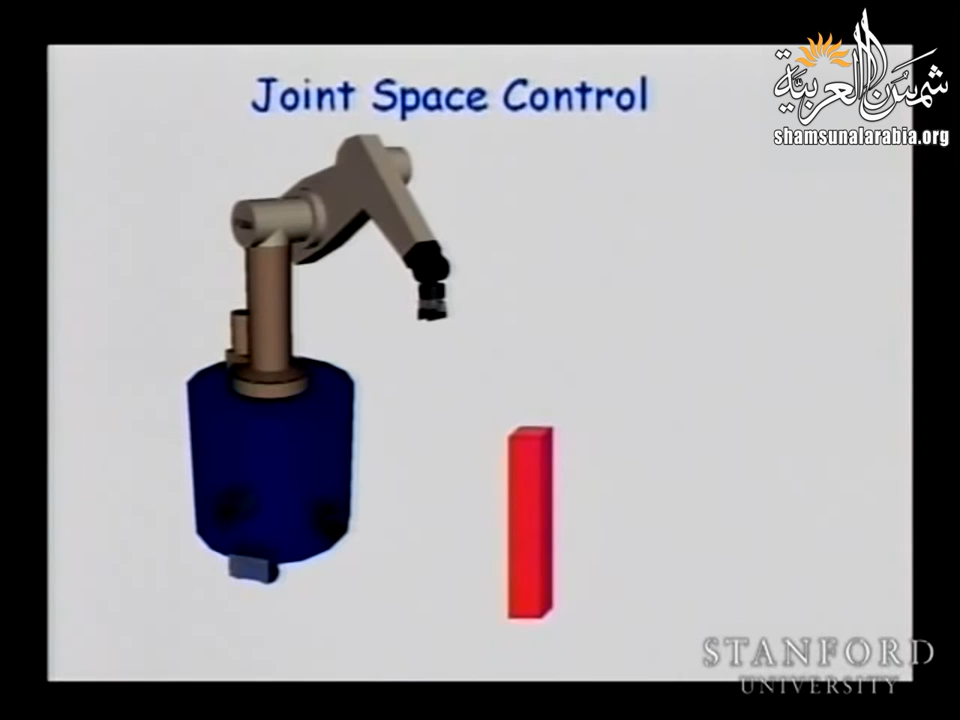 Joint Space Control
شمس العربية
shamsunalarabia.org
STANFORD
UNIVERSITY